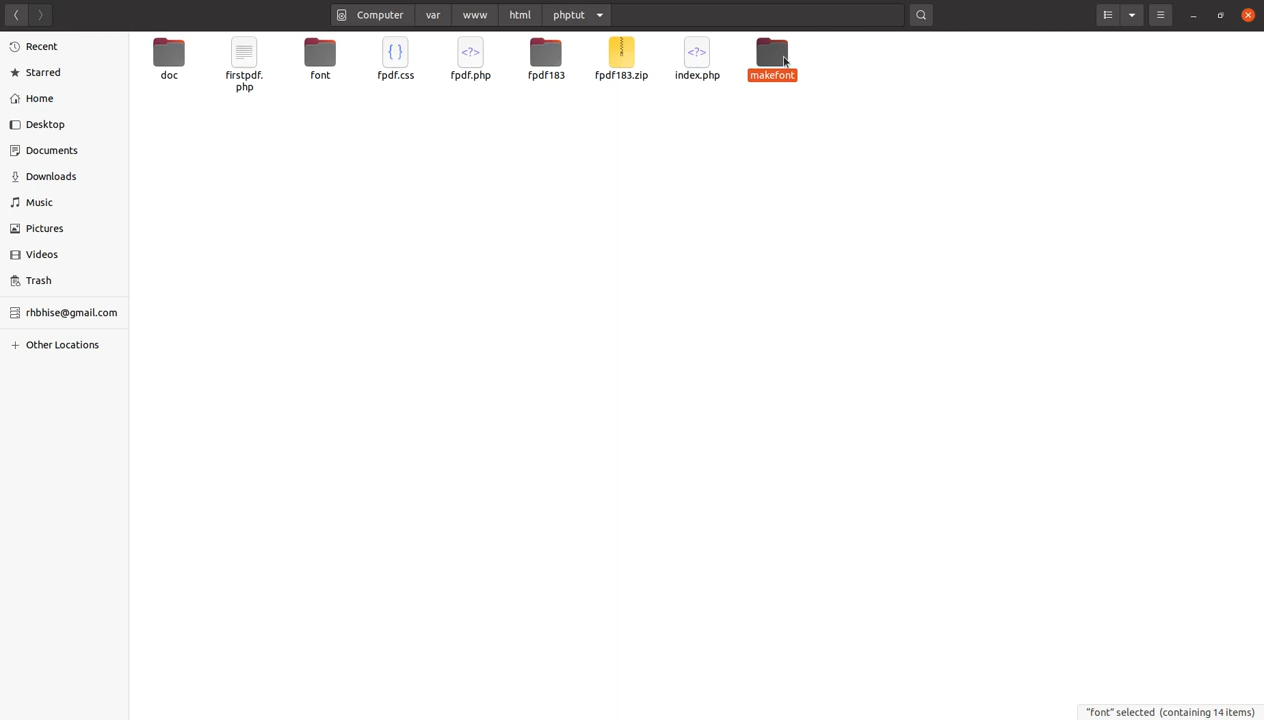 Computer var www html phptut
Recent
Starred
Home
Desktop
Documents
Downloads
Music
Pictures
Videos
Trash
rhbhise@gmail.com
+ Other Locations
doc
firstpdf.
php
font
{ }
fpdf.css
<?>
fpdf.php
fpdf183
fpdf183.zip
<?>
index.php
makefont
"font" selected (containing 14 items)